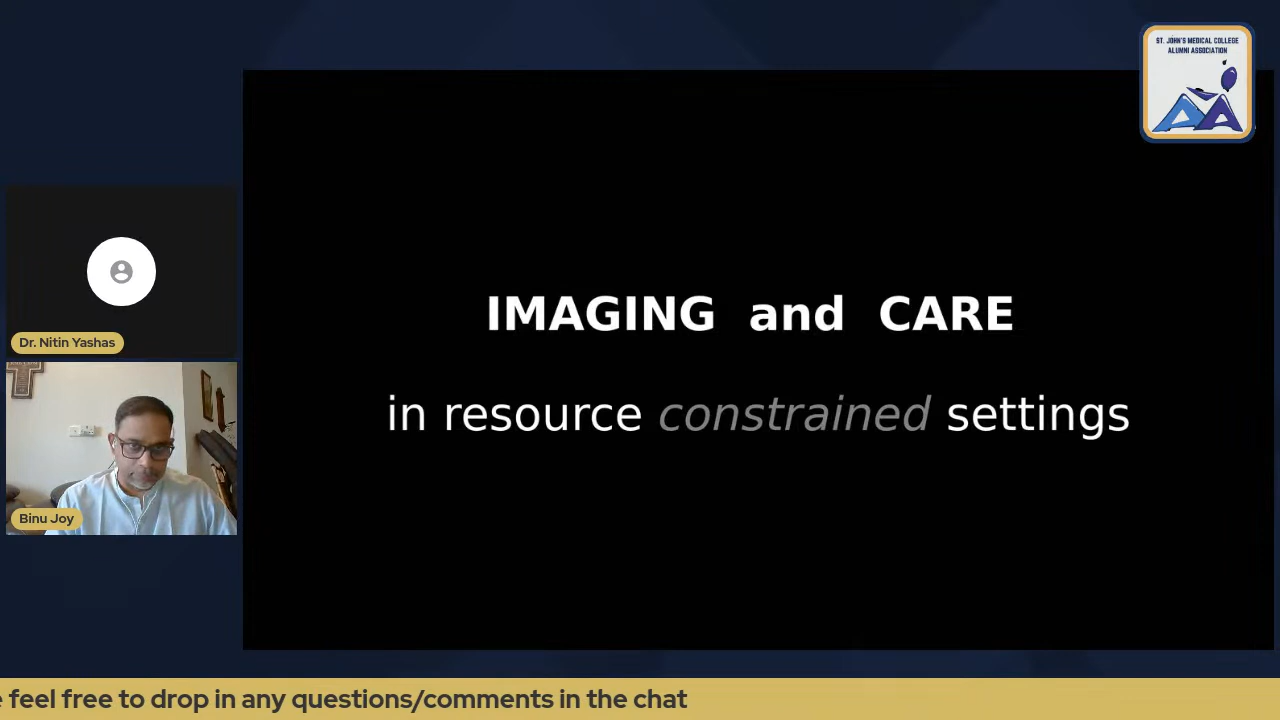 ST. JOHN'S MEDICAL COLLEGE
ALUMNI ASSOCIATION
IMAGING and CARE
in resource constrained settings
Dr. Nitin Yashas
Binu Joy
feel free to drop in any questions/comments in the chat